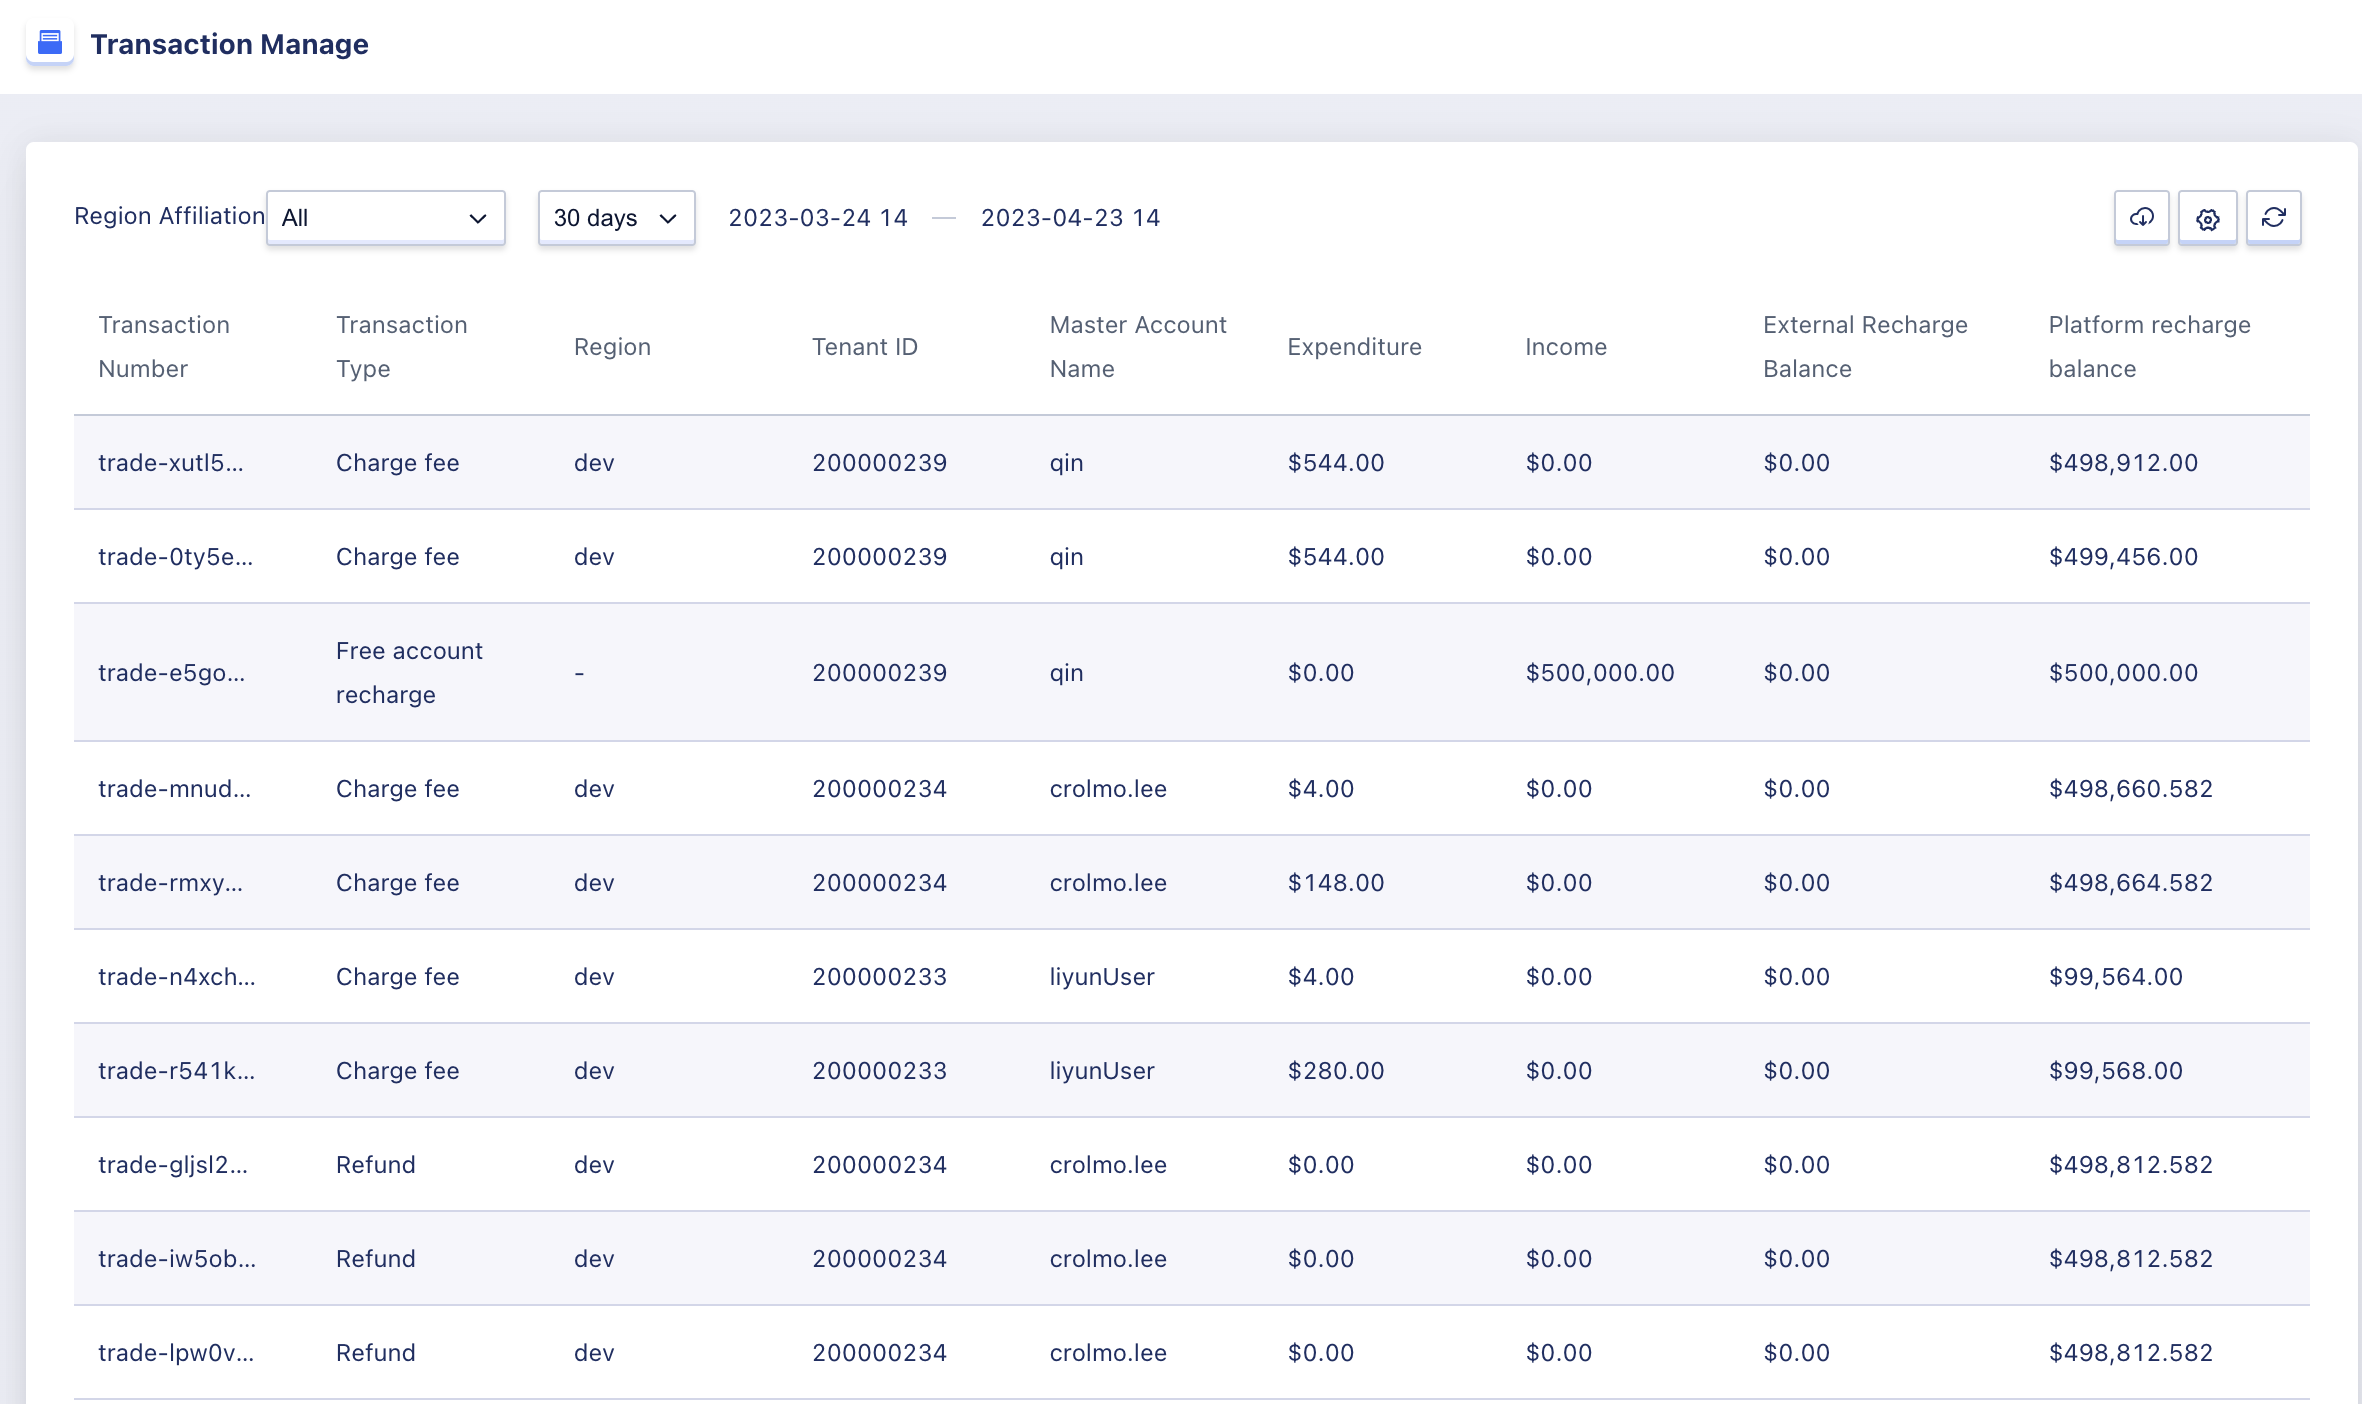 Transaction Manage
Region Affiliation All 30 days 2023-03-24 14 — 2023-04-23 14
Transaction Number Transaction Type Region Tenant ID Master Account Name Expenditure Income External Recharge Balance Platform recharge balance
trade-xutl5... Charge fee dev 200000239 qin $544.00 $0.00 $0.00 $498,912.00
trade-0ty5e... Charge fee dev 200000239 qin $544.00 $0.00 $0.00 $499,456.00
trade-e5go... Free account recharge - 200000239 qin $0.00 $500,000.00 $0.00 $500,000.00
trade-mnud... Charge fee dev 200000234 crolmo.lee $4.00 $0.00 $0.00 $498,660.582
trade-rmxy... Charge fee dev 200000234 crolmo.lee $148.00 $0.00 $0.00 $498,664.582
trade-n4xch... Charge fee dev 200000233 liyunUser $4.00 $0.00 $0.00 $99,564.00
trade-r541k... Charge fee dev 200000233 liyunUser $280.00 $0.00 $0.00 $99,568.00
trade-gljsl2... Refund dev 200000234 crolmo.lee $0.00 $0.00 $0.00 $498,812.582
trade-iw5ob... Refund dev 200000234 crolmo.lee $0.00 $0.00 $0.00 $498,812.582
trade-lpw0v... Refund dev 200000234 crolmo.lee $0.00 $0.00 $0.00 $498,812.582